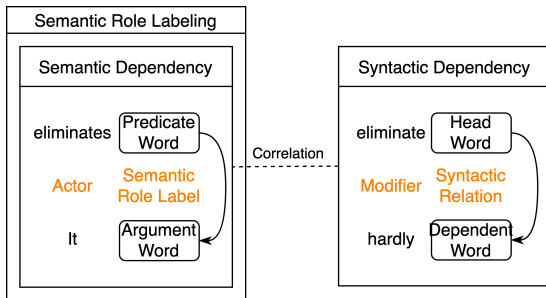 Semantic Role Labeling
Semantic Dependency
eliminates
Predicate
Word
Actor
Semantic
Role Label
It
Argument
Word
Correlation
Syntactic Dependency
eliminate
Head
Word
Modifier
Syntactic
Relation
hardly
Dependent
Word